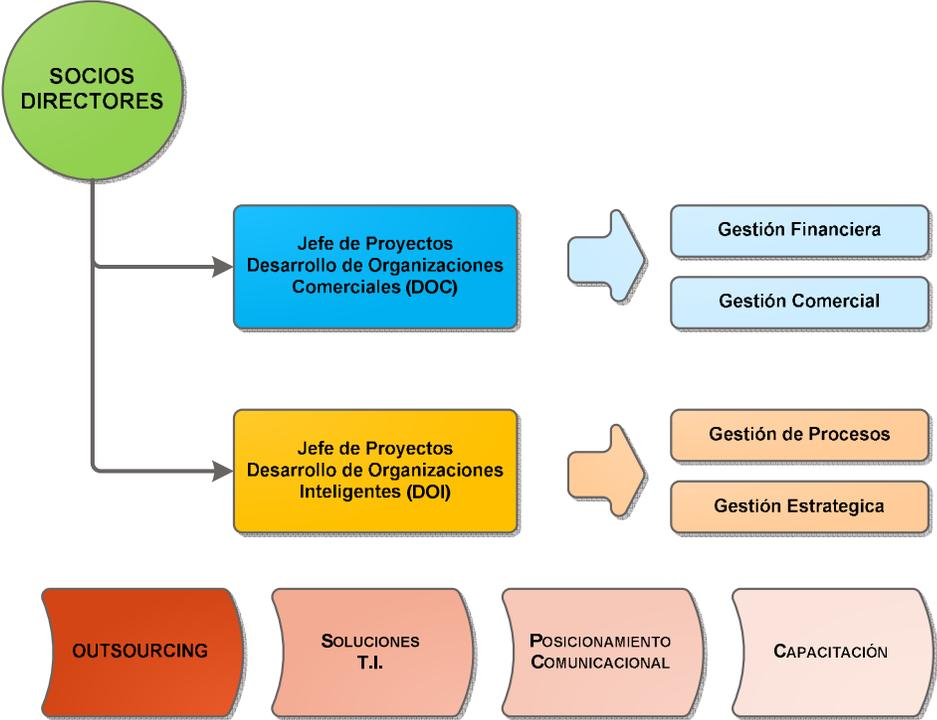 SOCIOS
DIRECTORES
Jefe de Proyectos
Desarrollo de Organizaciones
Comerciales (DOC)
Gestión Financiera
Gestión Comercial
Jefe de Proyectos
Desarrollo de Organizaciones
Inteligentes (DOI)
Gestión de Procesos
Gestión Estrategica
OUTSOURCING
SOLUCIONES
T.I.
POSICIONAMIENTO
COMUNICACIONAL
CAPACITACIÓN